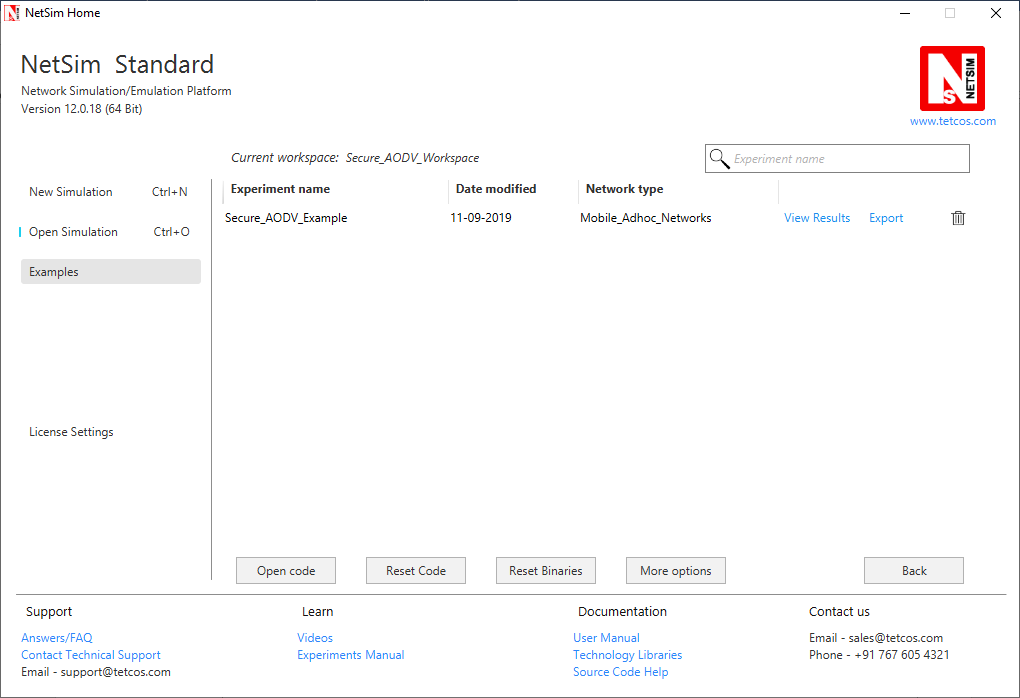 NetSim Home
NetSim Standard
Network Simulation/Emulation Platform
Version 12.0.18 (64 Bit)
NS NETSIM
www.tetcos.com
Current workspace: Secure_AODV_Workspace
Experiment name
New Simulation Ctrl+N
Open Simulation Ctrl+O
Examples
License Settings
Experiment name Date modified Network type
Secure_AODV_Example 11-09-2019 Mobile_Adhoc_Networks View Results Export
Open code Reset Code Reset Binaries More options Back
Support
Answers/FAQ
Contact Technical Support
Email - support@tetcos.com
Learn
Videos
Experiments Manual
Documentation
User Manual
Technology Libraries
Source Code Help
Contact us
Email - sales@tetcos.com
Phone - +91 767 605 4321